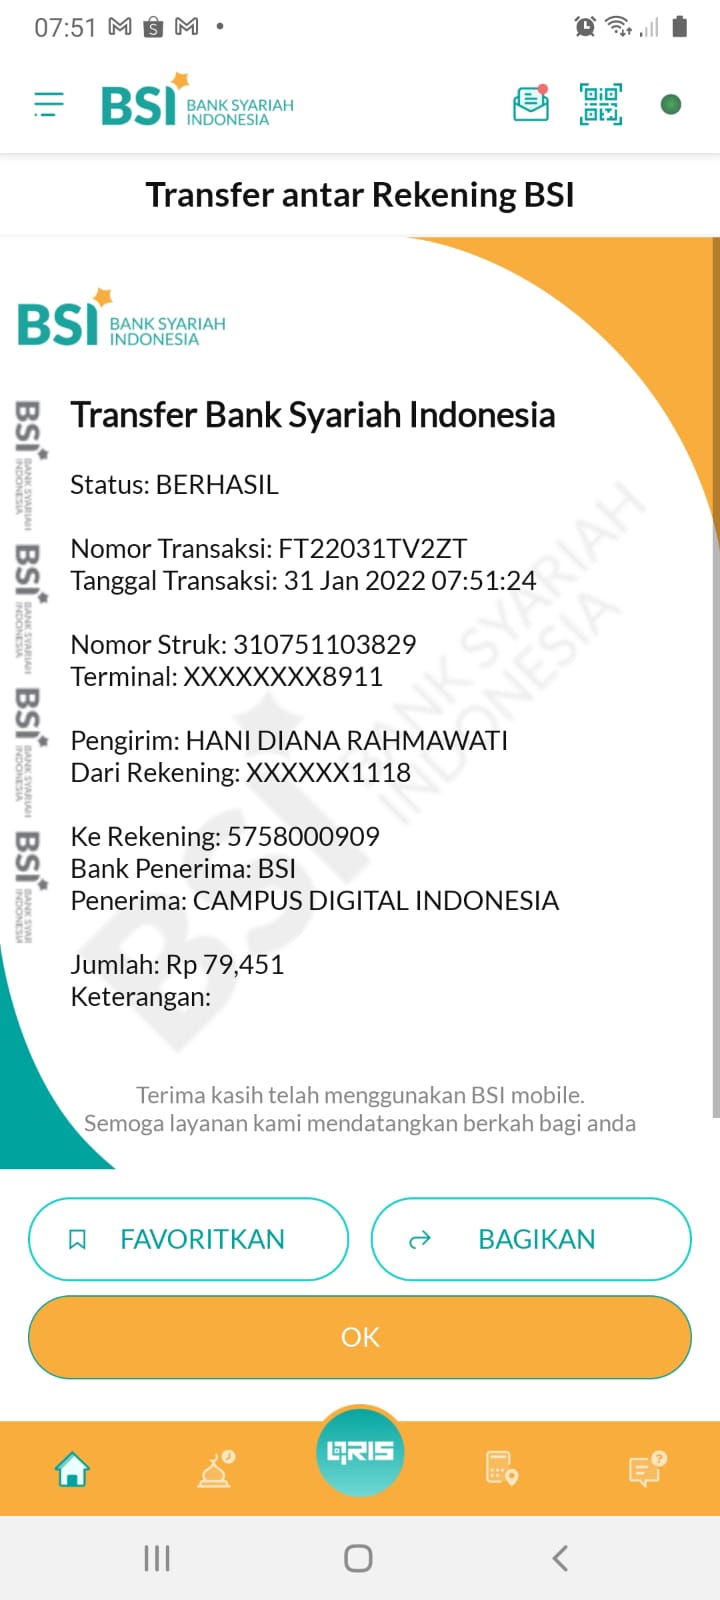 07:51
BSI BANK SYARIAH
INDONESIA
Transfer antar Rekening BSI
BSI BANK SYARIAH
INDONESIA
BSI BANK SYARIAH INDONESIA
BSI BANK SYARIAH INDONESIA
BSI BANK SYARIAH INDONESIA
BSI BANK SYAR INDONESIA
BSI BANK SYARIAH INDONESIA
Transfer Bank Syariah Indonesia
Status: BERHASIL
Nomor Transaksi: FT22031TV2ZT
Tanggal Transaksi: 31 Jan 2022 07:51:24
Nomor Struk: 310751103829
Terminal: XXXXXXXX8911
Pengirim: HANI DIANA RAHMAWATI
Dari Rekening: XXXXXX1118
Ke Rekening: 5758000909
Bank Penerima: BSI
Penerima: CAMPUS DIGITAL INDONESIA
Jumlah: Rp 79,451
Keterangan:
Terima kasih telah menggunakan BSI mobile.
Semoga layanan kami mendatangkan berkah bagi anda
FAVORITKAN
BAGIKAN
OK
QRIS